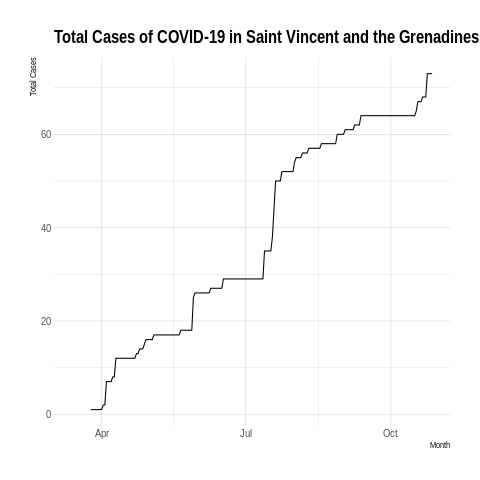 Total Cases of COVID-19 in Saint Vincent and the Grenadines
Total Cases
60
40
20
0
Apr
Jul
Oct
Month